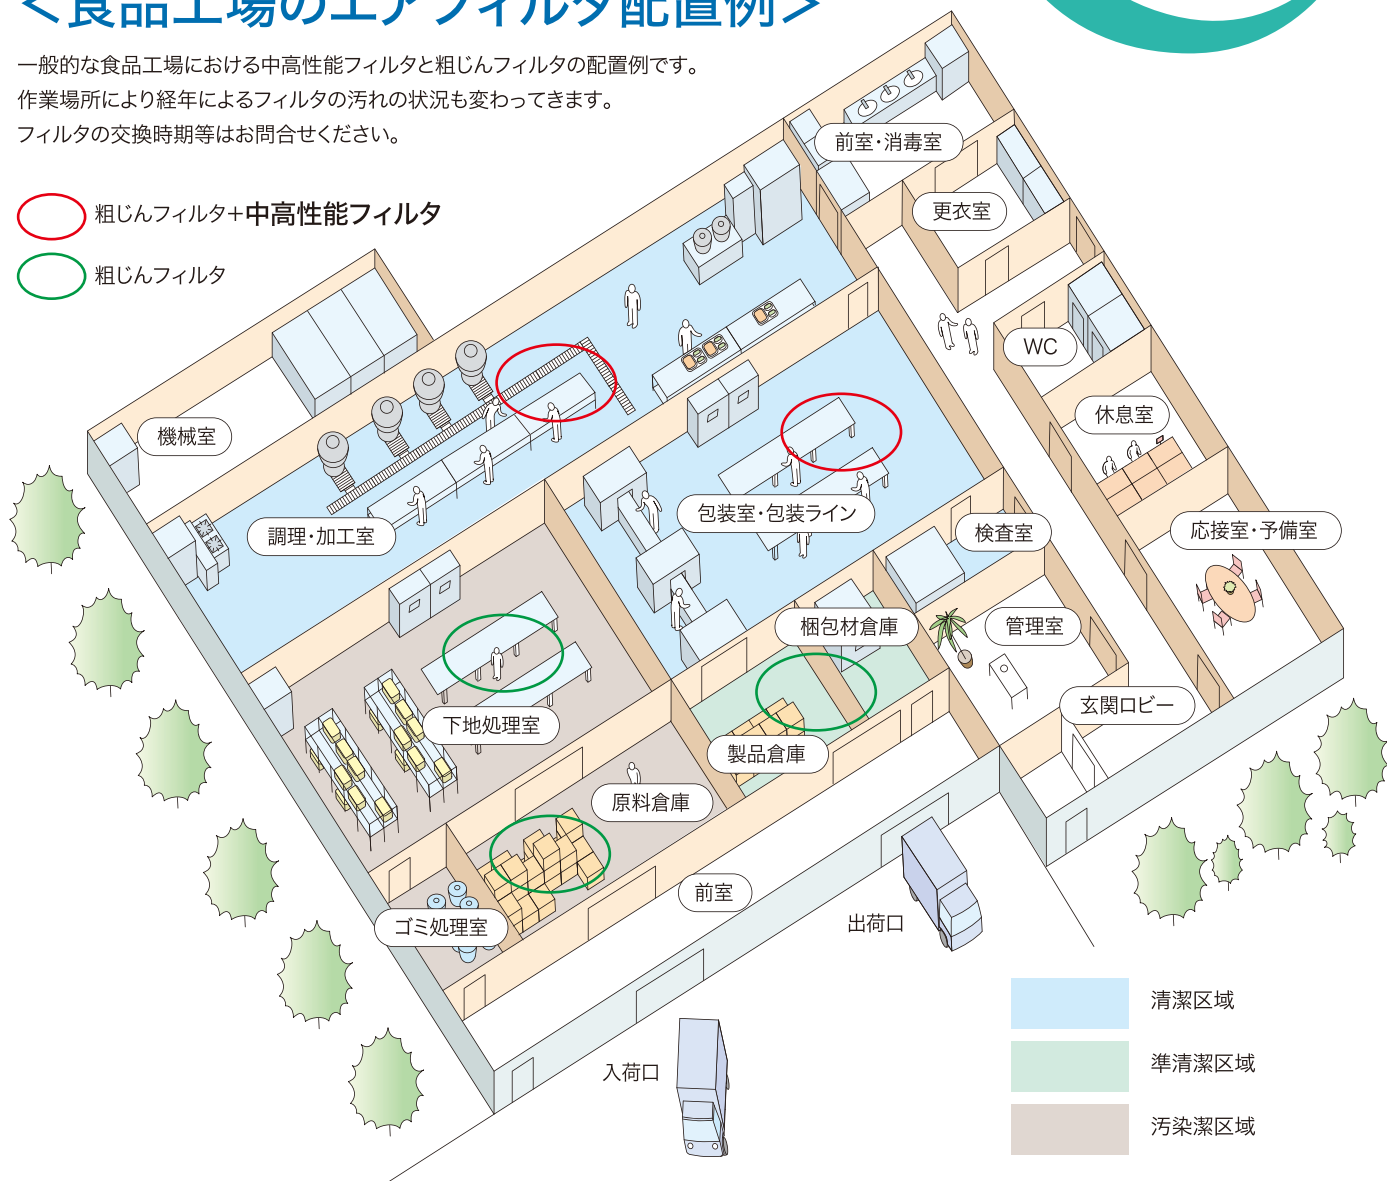 ＜食品工場のエアフィルタ配置例＞
一般的な食品工場における中高性能フィルタと粗じんフィルタの配置例です。
作業場所により経年によるフィルタの汚れの状況も変わってきます。
フィルタの交換時期等はお問合せください。
粗じんフィルタ+中高性能フィルタ
粗じんフィルタ
前室・消毒室
更衣室
WC
休息室
機械室
調理・加工室
包装室・包装ライン
検査室
応接室・予備室
梱包材倉庫
管理室
玄関ロビー
下地処理室
製品倉庫
原料倉庫
前室
ゴミ処理室
出荷口
入荷口
清潔区域
準清潔区域
汚染潔区域